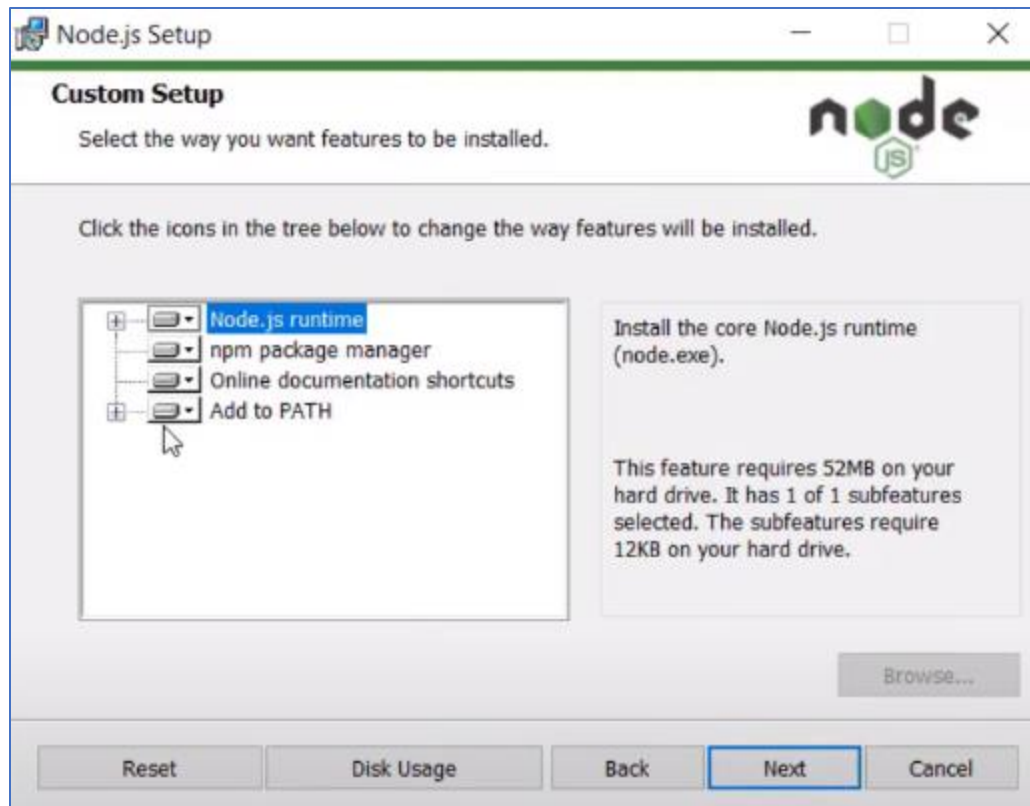 Node.js Setup
Custom Setup
Select the way you want features to be installed.
node
JS
Click the icons in the tree below to change the way features will be installed.
Node.js runtime
npm package manager
Online documentation shortcuts
Add to PATH
Install the core Node.js runtime
(node.exe).
This feature requires 52MB on your
hard drive. It has 1 of 1 subfeatures
selected. The subfeatures require
12KB on your hard drive.
Browse...
Reset
Disk Usage
Back
Next
Cancel